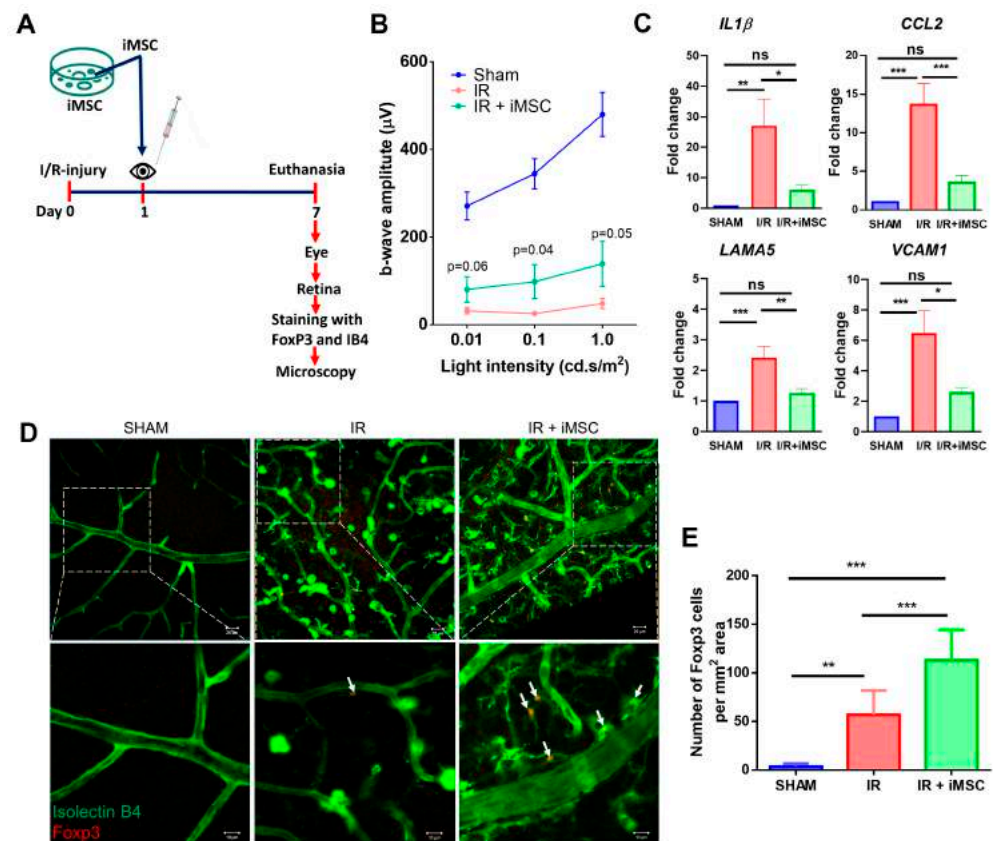 A
iMSC
iMSC
I/R-injury
Euthanasia
Day 0
1
7
Eye
Retina
Staining with
FoxP3 and IB4
Microscopy
B
600
400
200
0
b-wave amplitude (µV)
Sham
IR
IR + iMSC
p=0.06
p=0.04
p=0.05
0.01
0.1
1.0
Light intensity (cd.s/m²)
C
IL1β
Fold change
50
40
30
20
10
0
ns
**
*
SHAM
I/R
I/R+iMSC
CCL2
Fold change
20
15
10
5
0
ns
***
***
SHAM
I/R
I/R+iMSC
LAMA5
Fold change
5
4
3
2
1
0
ns
***
**
SHAM
I/R
I/R+iMSC
VCAM1
Fold change
10
8
6
4
2
0
ns
***
*
SHAM
I/R
I/R+iMSC
D
SHAM
IR
IR + iMSC
Isolectin B4
Foxp3
E
Number of Foxp3 cells
per mm² area
200
150
100
50
0
***
***
**
SHAM
IR
IR + iMSC